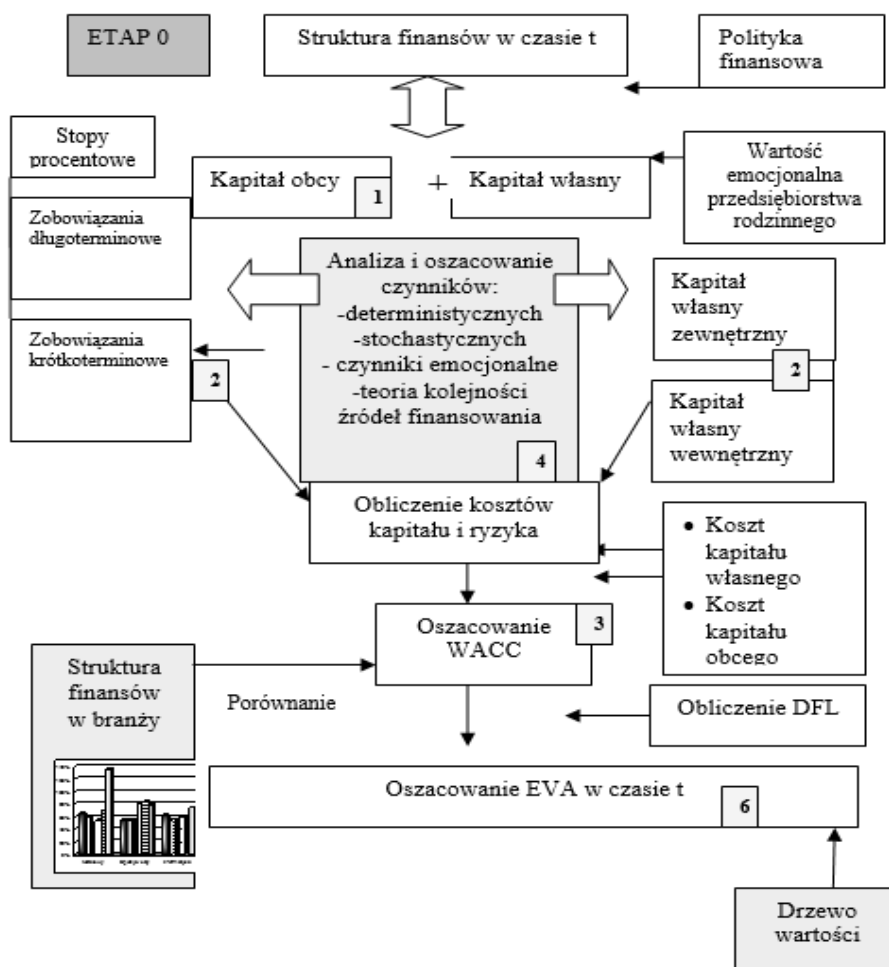 ETAP 0
Struktura finansów w czasie t
Polityka
finansowa
Stopy
procentowe
Kapitał obcy
1
+
Kapitał własny
Wartość
emocjonalna
przedsiębiorstwa
rodzinnego
Zobowiązania
długoterminowe
Analiza i oszacowanie
czynników:
-deterministycznych
-stochastycznych
- czynniki emocjonalne
-teoria kolejności
źródeł finansowania
4
Kapitał
własny
zewnętrzny
2
Zobowiązania
krótkoterminowe
2
Kapitał
własny
wewnętrzny
Obliczenie kosztów
kapitału i ryzyka
• Koszt
kapitału
własnego
• Koszt
kapitału
obcego
Oszacowanie
WACC
3
Struktura
finansów
w branży
Porównanie
Obliczenie DFL
Oszacowanie EVA w czasie t
6
Drzewo
wartości